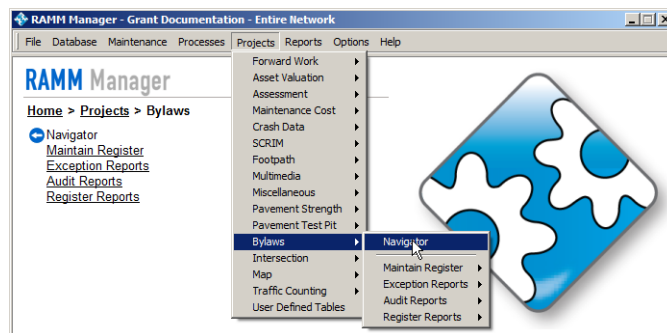 RAMM Manager - Grant Documentation - Entire Network
File Database Maintenance Processes Projects Reports Options Help
RAMM Manager
Home > Projects > Bylaws
Navigator
Maintain Register
Exception Reports
Audit Reports
Register Reports
Forward Work
Asset Valuation
Assessment
Maintenance Cost
Crash Data
SCRIM
Footpath
Multimedia
Miscellaneous
Pavement Strength
Pavement Test Pit
Bylaws
Intersection
Map
Traffic Counting
User Defined Tables
Navigator
Maintain Register
Exception Reports
Audit Reports
Register Reports